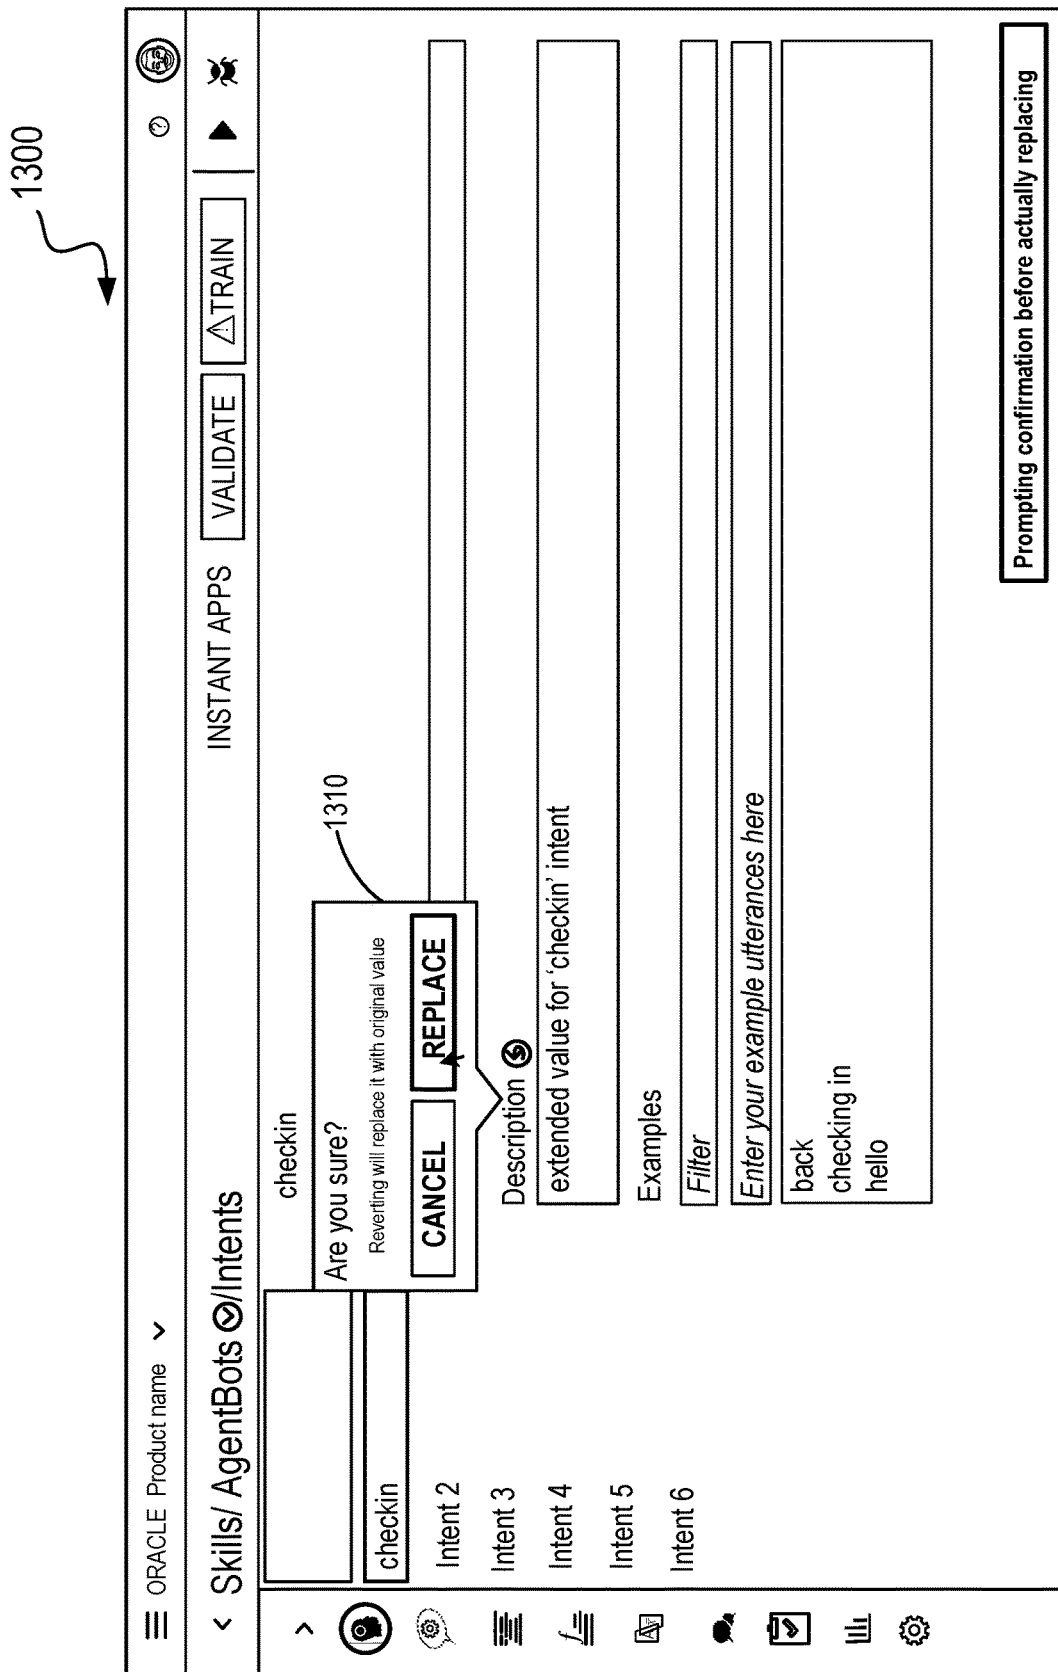 1300
ORACLE Product name
Skills/ AgentBots /Intents
INSTANT APPS
VALIDATE
TRAIN
checkin
Intent 2
Intent 3
Intent 4
Intent 5
Intent 6
checkin
Are you sure?
Reverting will replace it with original value
CANCEL
REPLACE
1310
Description
extended value for ‘checkin’ intent
Examples
Filter
Enter your example utterances here
back
checking in
hello
Prompting confirmation before actually replacing